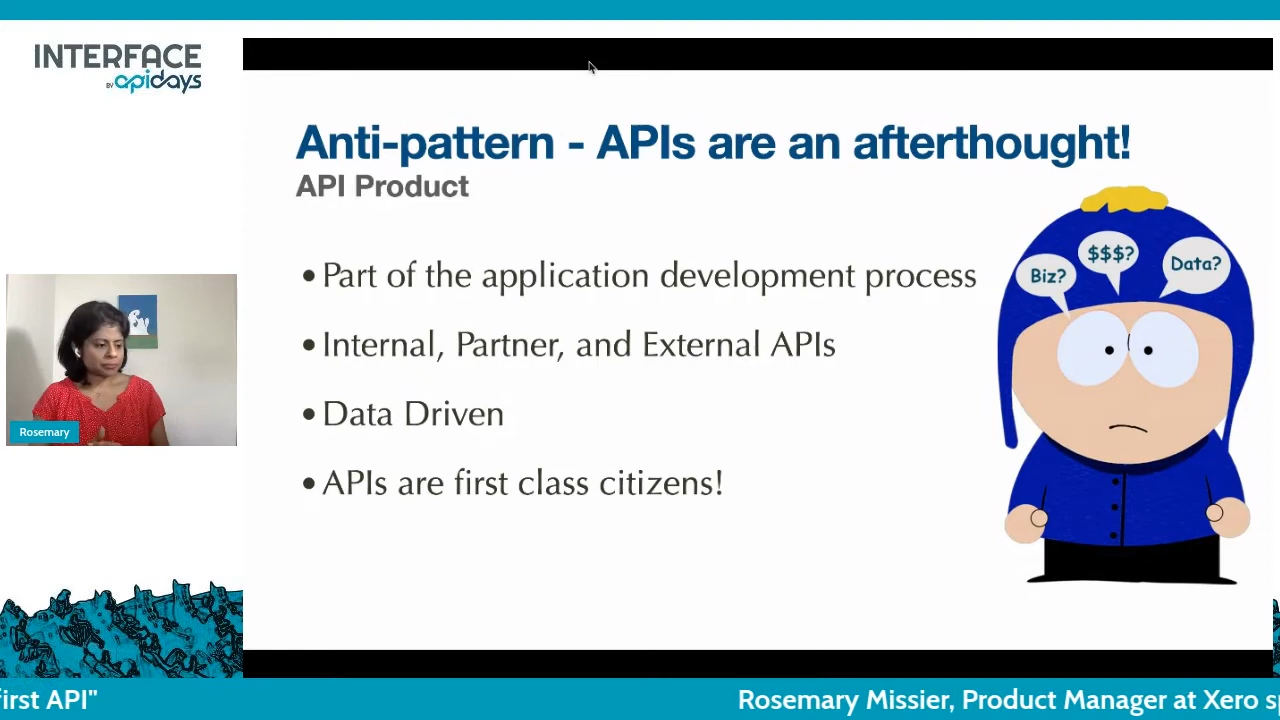 INTERFACE
BY apidays
Anti-pattern - APIs are an afterthought!
API Product
•Part of the application development process
•Internal, Partner, and External APIs
•Data Driven
•APIs are first class citizens!
Biz?
$$$?
Data?
Rosemary
first API"
Rosemary Missier, Product Manager at Xero